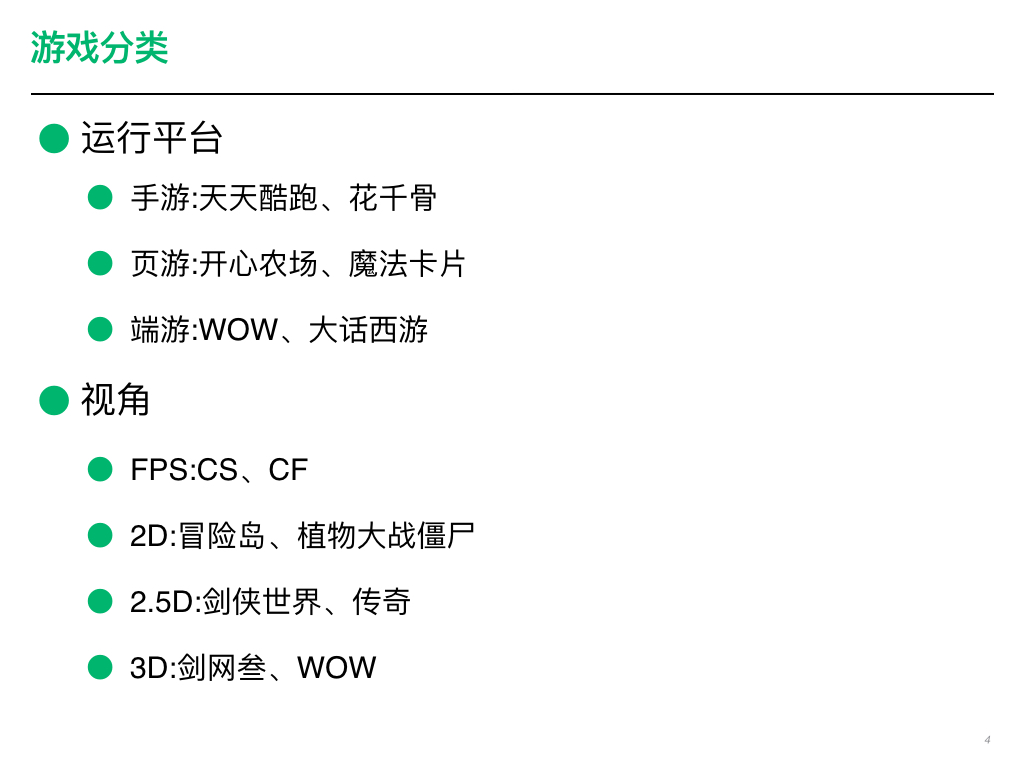 游戏分类
运行平台
手游:天天酷跑、花千骨
页游:开心农场、魔法卡片
端游:WOW、大话西游
视角
FPS:CS、CF
2D:冒险岛、植物大战僵尸
2.5D:剑侠世界、传奇
3D:剑网叁、WOW
4